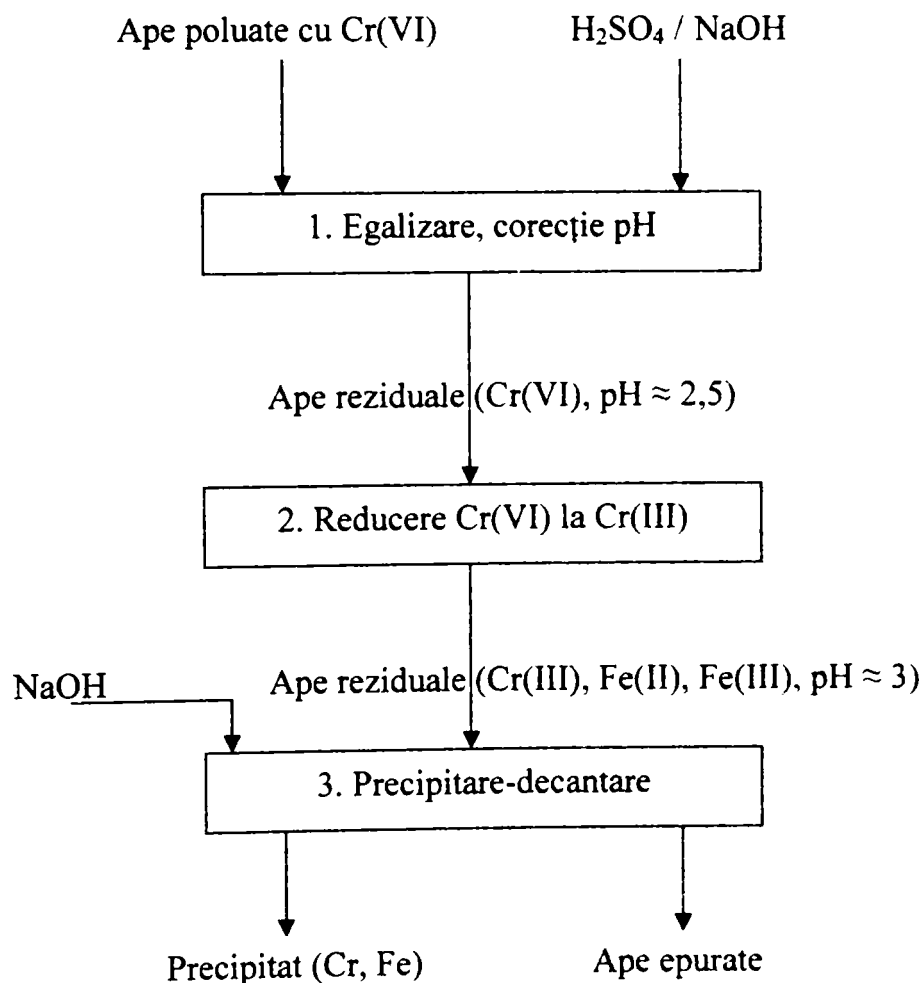 Ape poluate cu Cr(VI) H₂SO₄ / NaOH
1. Egalizare, corecție pH
Ape reziduale (Cr(VI), pH ≈ 2,5)
2. Reducere Cr(VI) la Cr(III)
NaOH Ape reziduale (Cr(III), Fe(II), Fe(III), pH ≈ 3)
3. Precipitare-decantare
Precipitat (Cr, Fe) Ape epurate